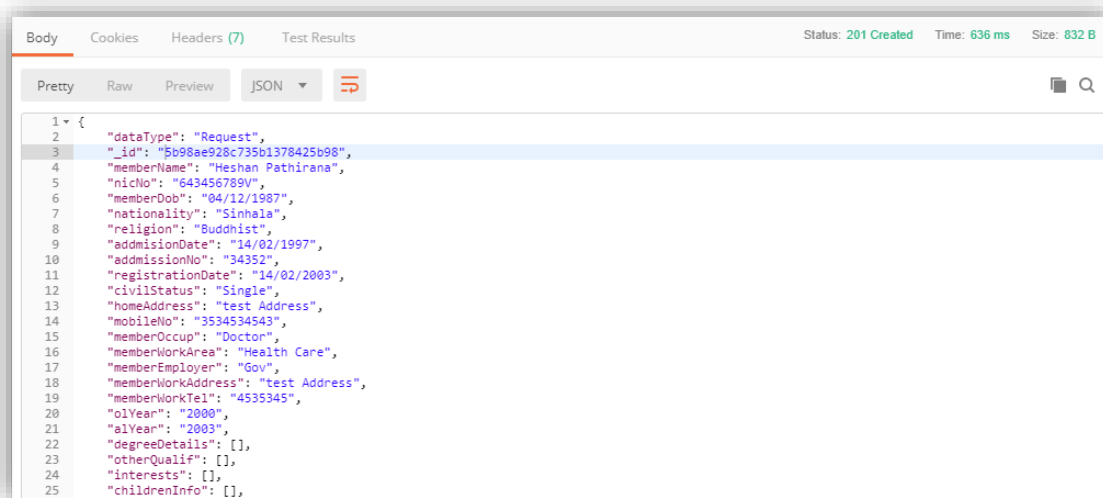 Body Cookies Headers (7) Test Results Status: 201 Created Time: 636 ms Size: 832 B
Pretty Raw Preview JSON
1 {
2 "dataType": "Request",
3 "_id": "5b98ae928c735b1378425b98",
4 "memberName": "Heshan Pathirana",
5 "nicNo": "643456789V",
6 "memberDob": "04/12/1987",
7 "nationality": "Sinhala",
8 "religion": "Buddhist",
9 "addmisionDate": "14/02/1997",
10 "addmissionNo": "34352",
11 "registrationDate": "14/02/2003",
12 "civilStatus": "Single",
13 "homeAddress": "test Address",
14 "mobileNo": "3534534543",
15 "memberOccup": "Doctor",
16 "memberWorkArea": "Health Care",
17 "memberEmployer": "Gov",
18 "memberWorkAddress": "test Address",
19 "memberWorkTel": "4535345",
20 "olYear": "2000",
21 "alYear": "2003",
22 "degreeDetails": [],
23 "otherQualif": [],
24 "interests": [],
25 "childrenInfo": [],